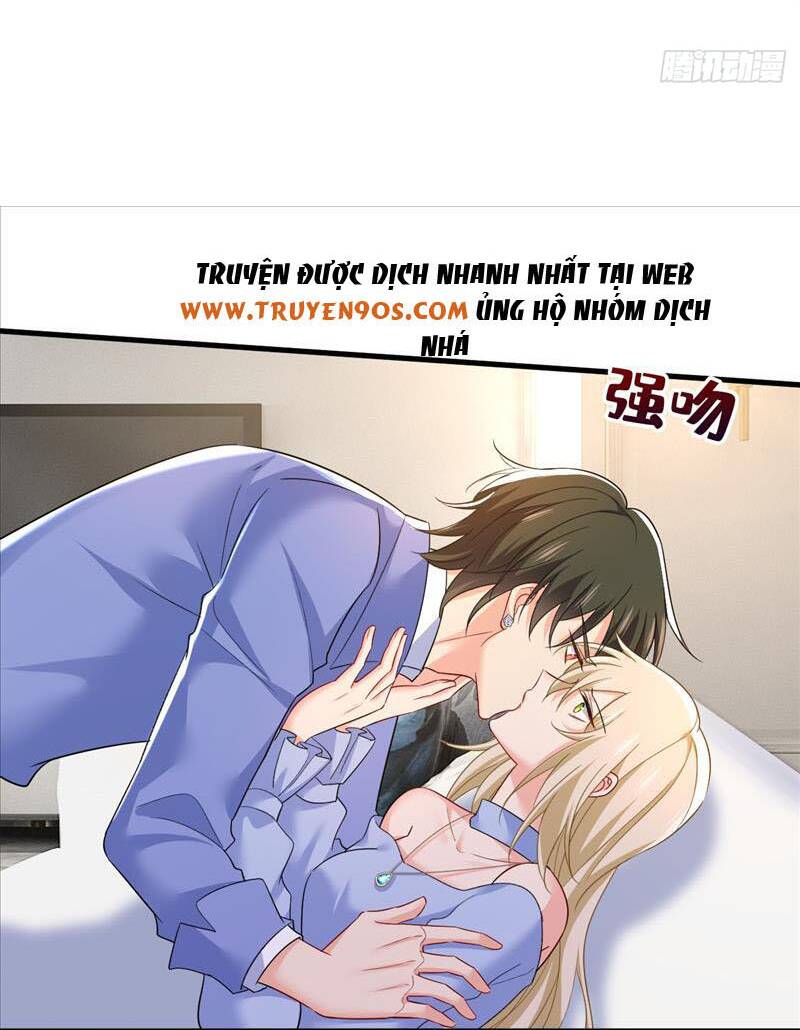 腾讯动漫
TRUYỆN ĐƯỢC DỊCH NHANH NHẤT TẠI WEB
WWW.TRUYEN9OS.COM ỦNG HỘ NHÓM DỊCH
NHÁ
强吻